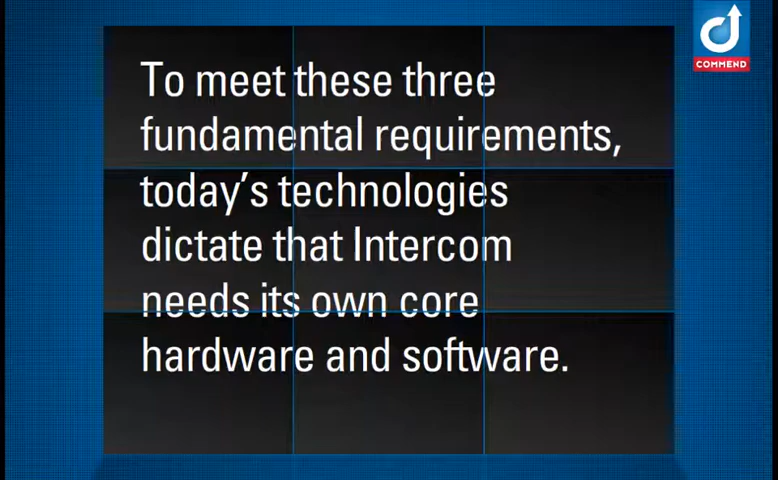 COMMEND
To meet these three
fundamental requirements,
today's technologies
dictate that Intercom
needs its own core
hardware and software.